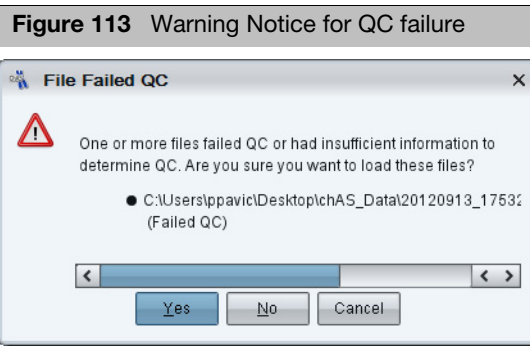 Figure 113 Warning Notice for QC failure
File Failed QC
One or more files failed QC or had insufficient information to
determine QC. Are you sure you want to load these files?
● C:\Users\ppavic\Desktop\chAS_Data\20120913_17532
(Failed QC)
Yes No Cancel